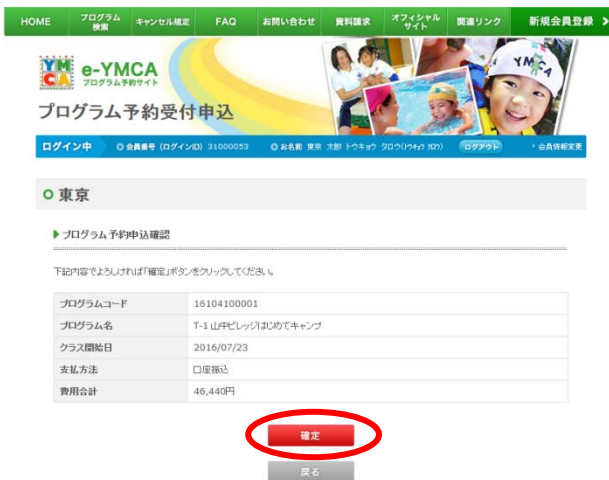 HOME プログラム検索 キャンセル規定 FAQ お問い合わせ 資料請求 オフィシャルサイト 関連リンク 新規会員登録
YMCA
e-YMCA
プログラム予約サイト
YMCA
プログラム予約受付申込
ログイン中 会員番号（ログインID）31000053 お名前 東京 太郎 トウキョウ タロウ(トウキョウ タロウ) ログアウト 会員情報変更
東京
プログラム予約申込確認
下記内容でよろしければ「確定」ボタンをクリックしてください。
プログラムコード 16104100001
プログラム名 T-1 山中ビレッジはじめてキャンプ
クラス開始日 2016/07/23
支払方法 口座振込
費用合計 46,440円
確定
戻る